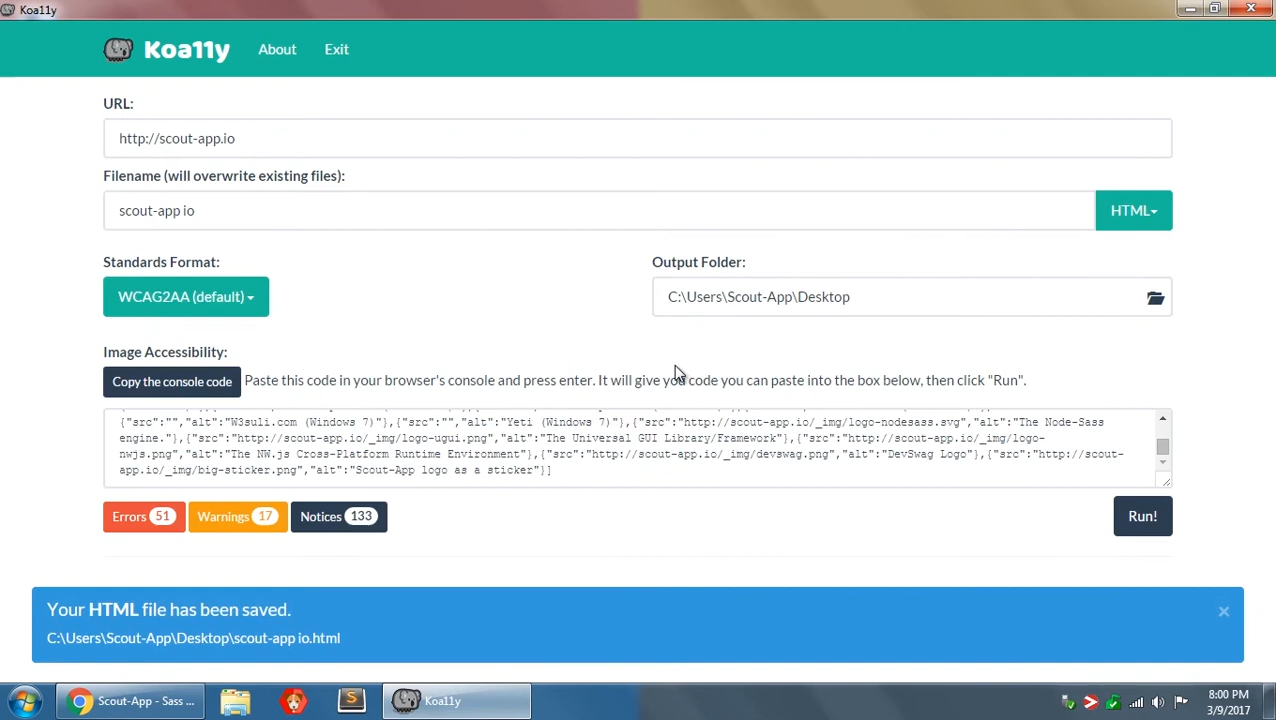 Koa11y
Koa11y About Exit
URL:
http://scout-app.io
Filename (will overwrite existing files):
scout-app io HTML
Standards Format: Output Folder:
WCAG2AA (default) C:\Users\Scout-App\Desktop
Image Accessibility:
Copy the console code Paste this code in your browser's console and press enter. It will give you code you can paste into the box below, then click "Run".
{"src":"","alt":"W3suli.com (Windows 7)"},{"src":"","alt":"Yeti (Windows 7)"},{"src":"http://scout-app.io/_img/logo-nodesass.svg","alt":"The Node-Sass
engine."},{"src":"http://scout-app.io/_img/logo-ugui.png","alt":"The Universal GUI Library/Framework"},{"src":"http://scout-app.io/_img/logo-
nwjs.png","alt":"The NW.js Cross-Platform Runtime Environment"},{"src":"http://scout-app.io/_img/devswag.png","alt":"DevSwag Logo"},{"src":"http://scout-
app.io/_img/big-sticker.png","alt":"Scout-App logo as a sticker"}]
Errors 51 Warnings 17 Notices 133 Run!
Your HTML file has been saved. ×
C:\Users\Scout-App\Desktop\scout-app io.html
Scout-App - Sass ... S Koa11y 8:00 PM
3/9/2017